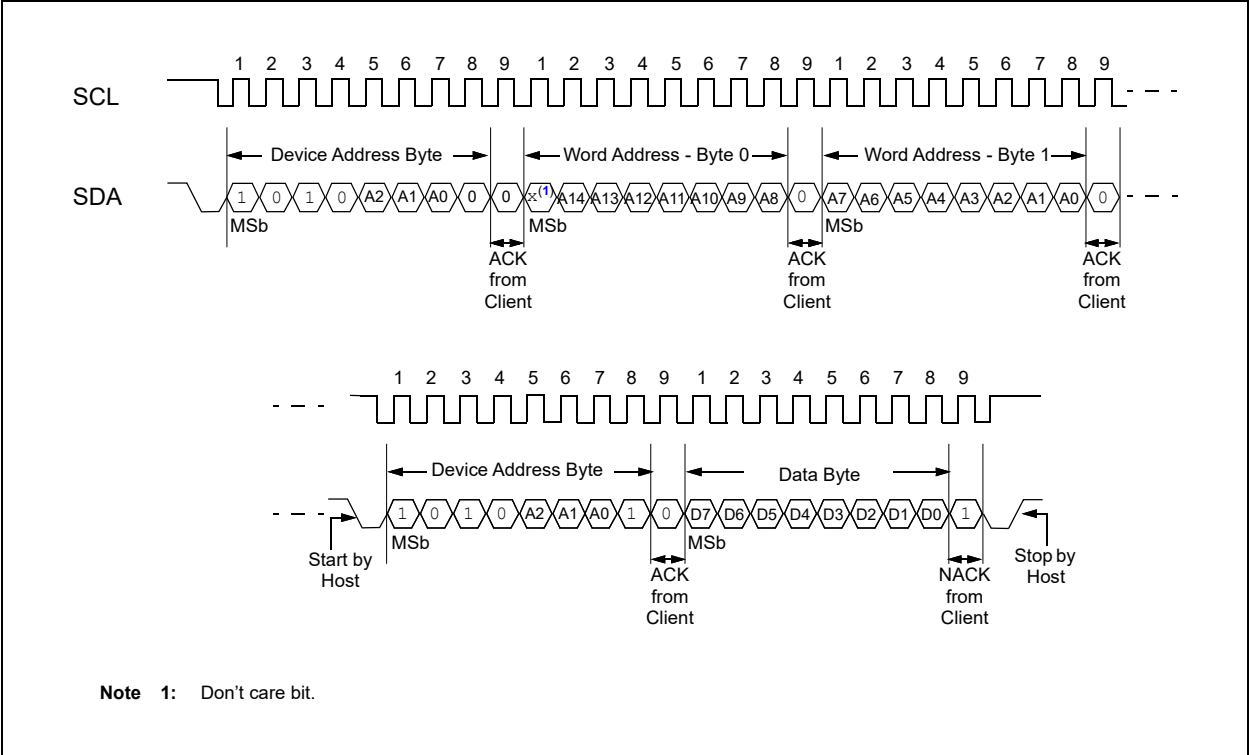 1 2 3 4 5 6 7 8 9 1 2 3 4 5 6 7 8 9 1 2 3 4 5 6 7 8 9
SCL
Device Address Byte Word Address - Byte 0 Word Address - Byte 1
SDA 1 0 1 0 A2 A1 A0 0 0 x(1) A14 A13 A12 A11 A10 A9 A8 0 A7 A6 A5 A4 A3 A2 A1 A0 0
MSb MSb MSb
ACK ACK ACK
from from from
Client Client Client
1 2 3 4 5 6 7 8 9 1 2 3 4 5 6 7 8 9
Device Address Byte Data Byte
1 0 1 0 A2 A1 A0 1 0 D7 D6 D5 D4 D3 D2 D1 D0 1
MSb MSb
Start by Stop by
Host Host
ACK NACK
from from
Client Client
Note 1: Don't care bit.